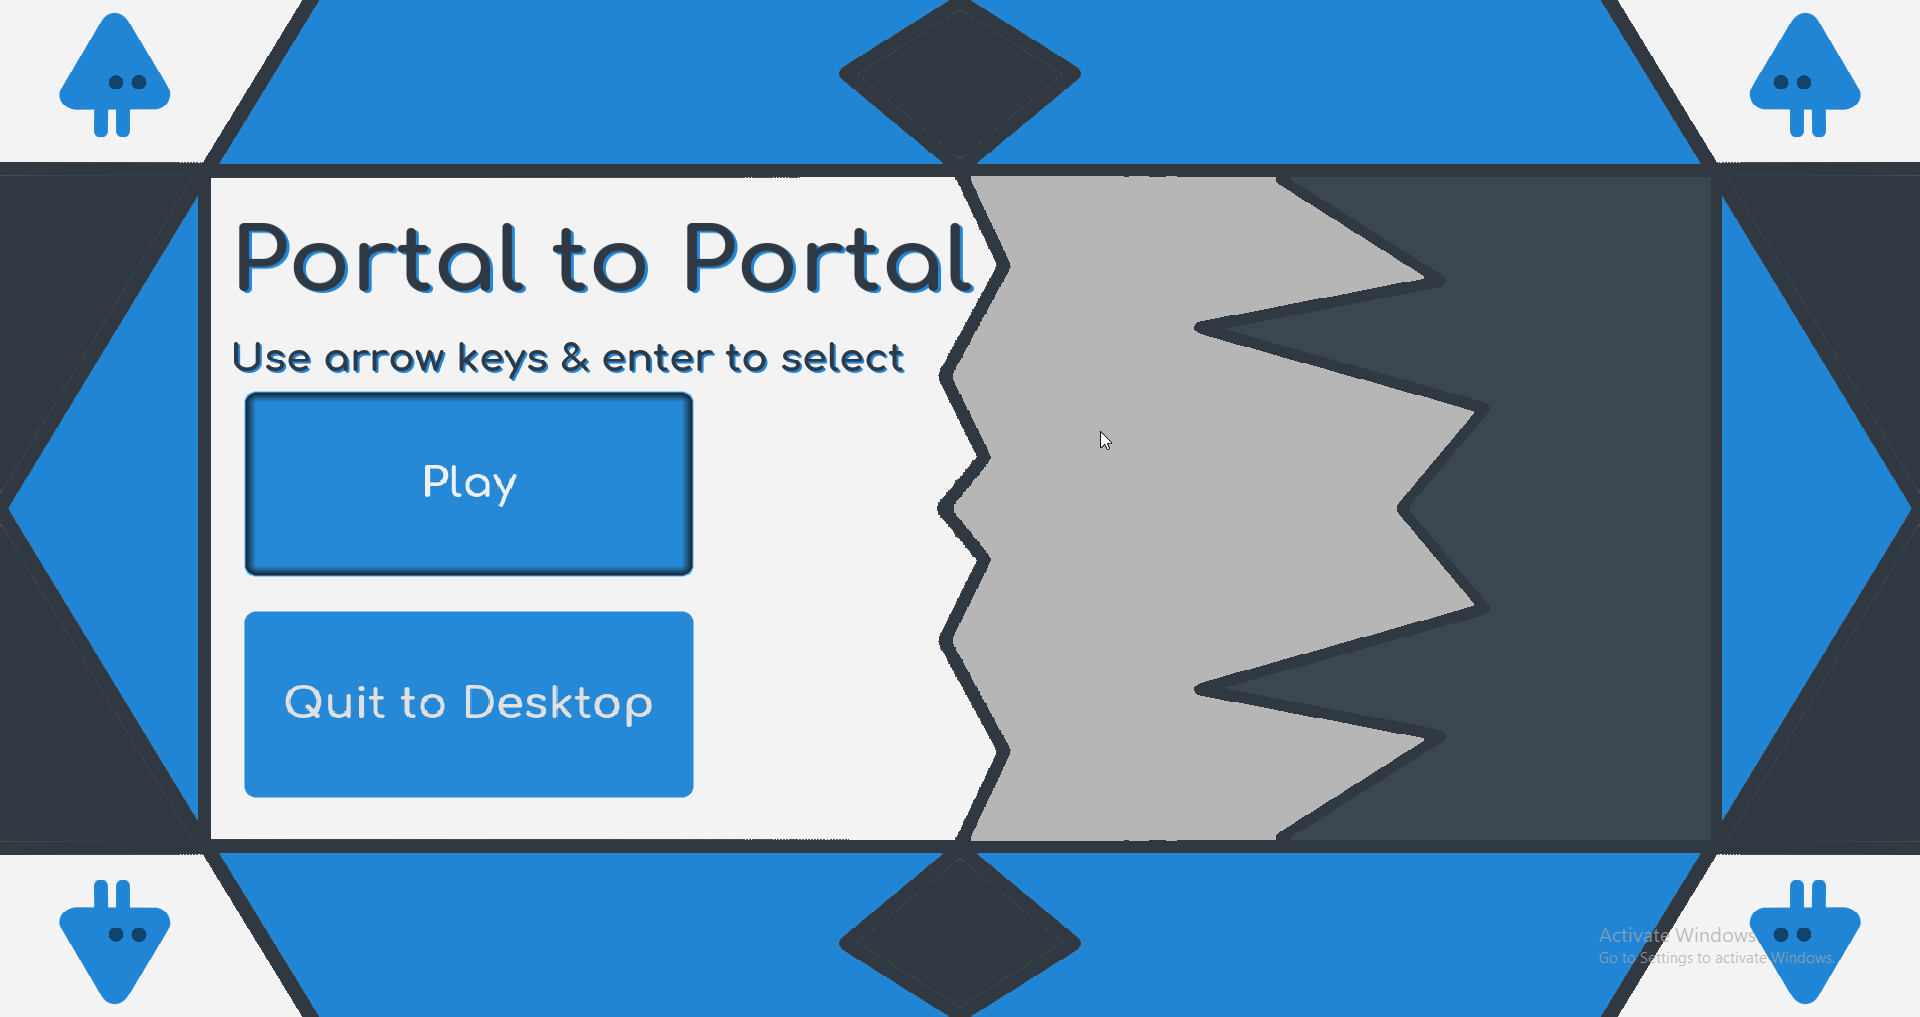 Portal to Portal
Use arrow keys & enter to select
Play
Quit to Desktop
Activate Windows
Go to Settings to activate Windows.